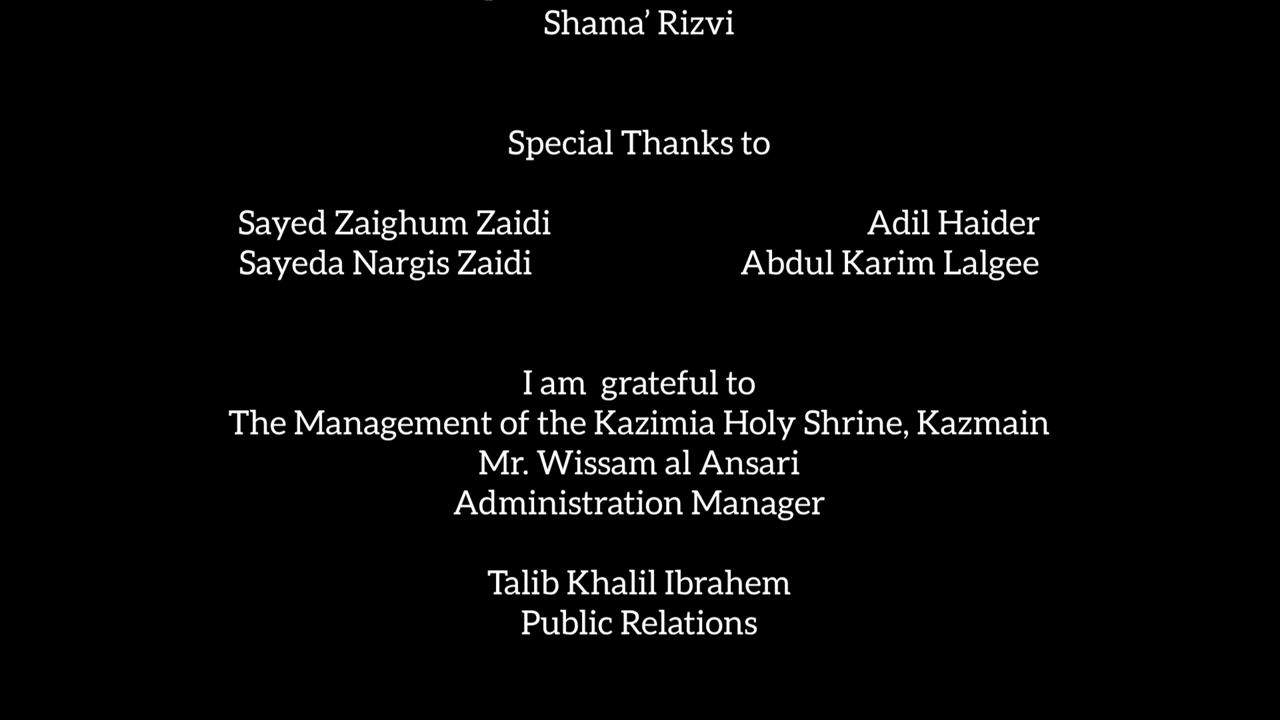 Shama’ Rizvi
Special Thanks to
Sayed Zaighum Zaidi
Adil Haider
Sayeda Nargis Zaidi
Abdul Karim Lalgee
I am  grateful to
The Management of the Kazimia Holy Shrine, Kazmain
Mr. Wissam al Ansari
Administration Manager
Talib Khalil Ibrahem
Public Relations